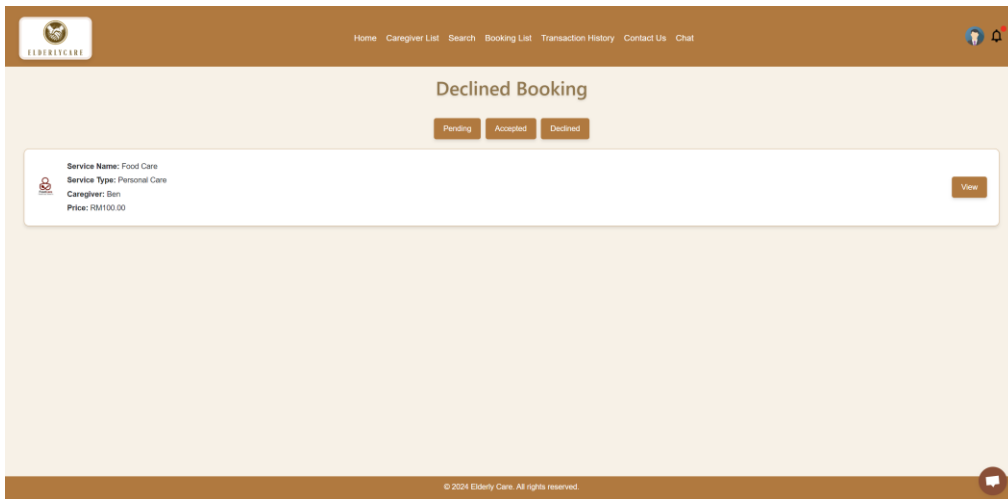 ELDERLYCARE
Home Caregiver List Search Booking List Transaction History Contact Us Chat
Declined Booking
Pending Accepted Declined
Service Name: Food Care
Service Type: Personal Care
Caregiver: Ben
Price: RM100.00
View
© 2024 Elderly Care. All rights reserved.